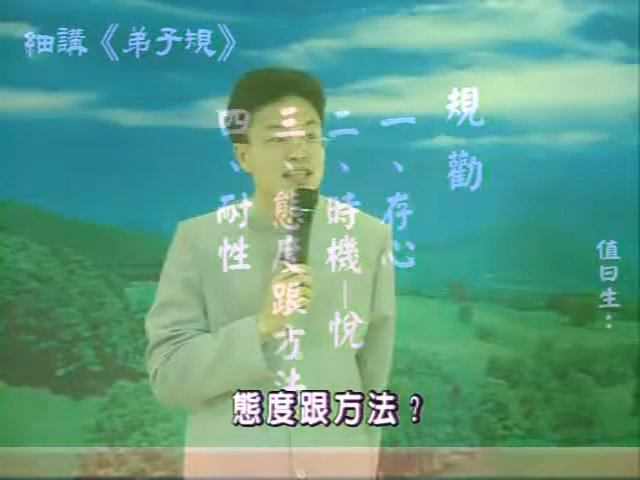 細講《弟子規》
規勸
一、存心
二、時機—悅
三、態度跟方法
四、耐性
值日生：
態度跟方法？